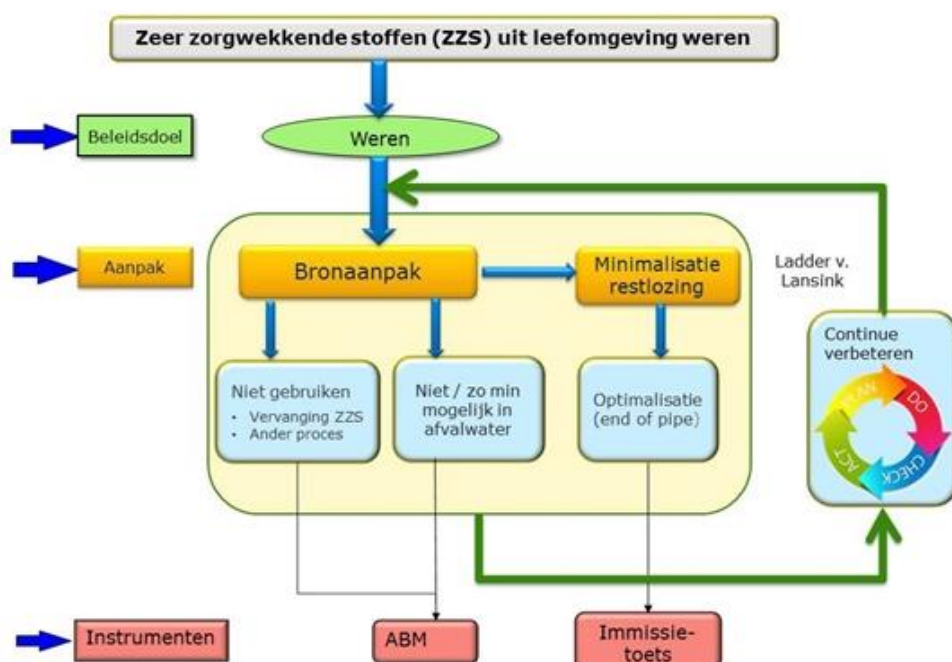 Zeer zorgwekkende stoffen (ZZS) uit leefomgeving weren
Beleidsdoel
Weren
Aanpak
Bronaanpak
Minimalisatie
restlozing
Ladder v.
Lansink
Continue
verbeteren
PLAN
DO
CHECK
ACT
Niet gebruiken
• Vervanging ZZS
• Ander proces
Niet / zo min
mogelijk in
afvalwater
Optimalisatie
(end of pipe)
Instrumenten
ABM
Immissie-
toets